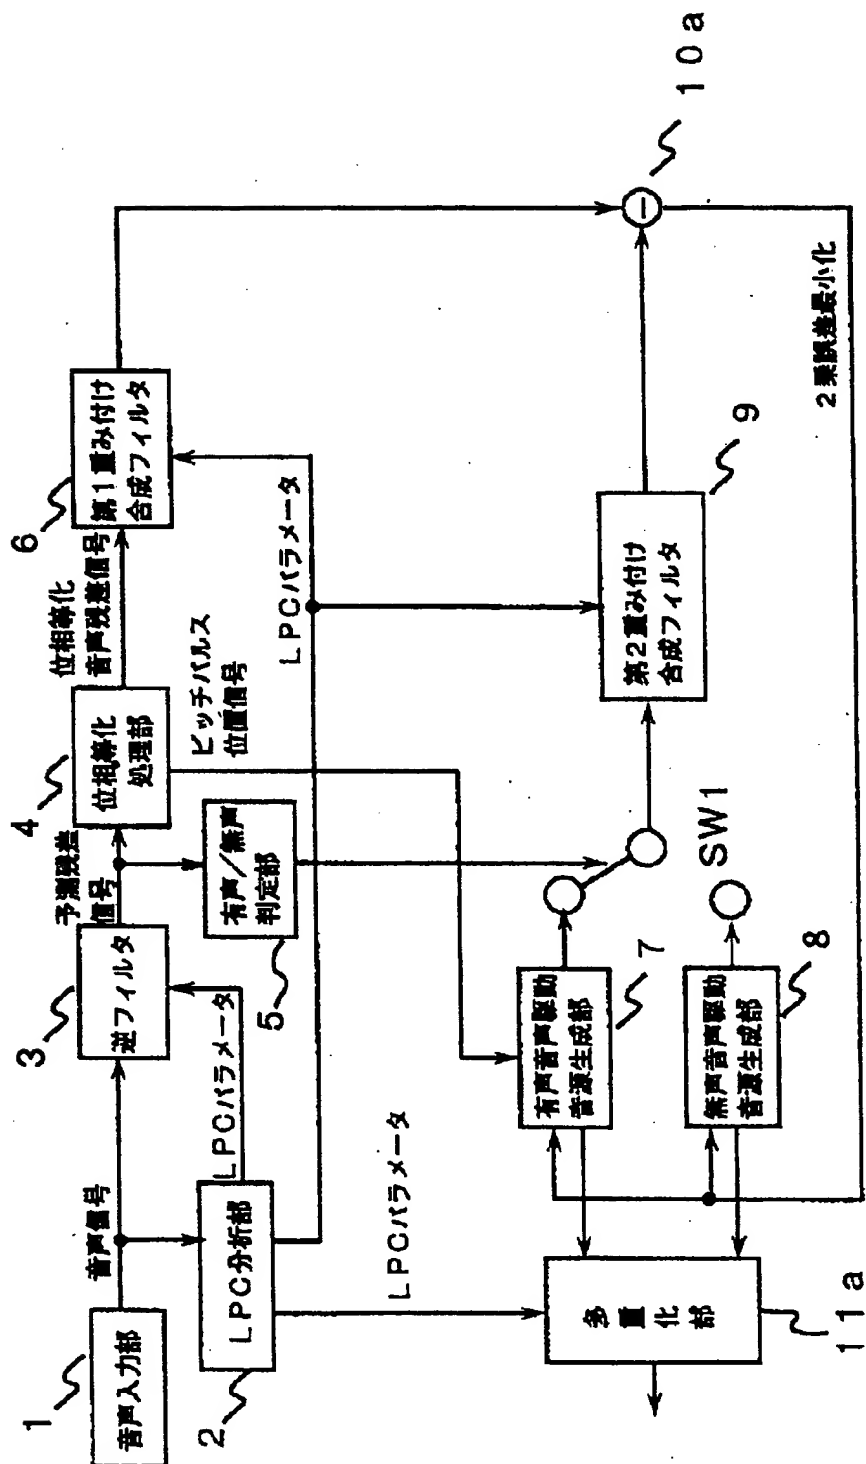 1
音声入力部
音声信号
2
LPC分析部
3
逆フィルタ
LPCパラメータ
予測残差
信号
4
位相等化
処理部
5
有声/無声
判定部
位相等化
音声残差信号
ピッチパルス
位置信号
6
第1重み付け
合成フィルタ
LPCパラメータ
LPCパラメータ
7
有声音声駆動
音源生成部
8
無声音声駆動
音源生成部
SW1
9
第2重み付け
合成フィルタ
10a
2乗誤差最小化
11a
多重化部